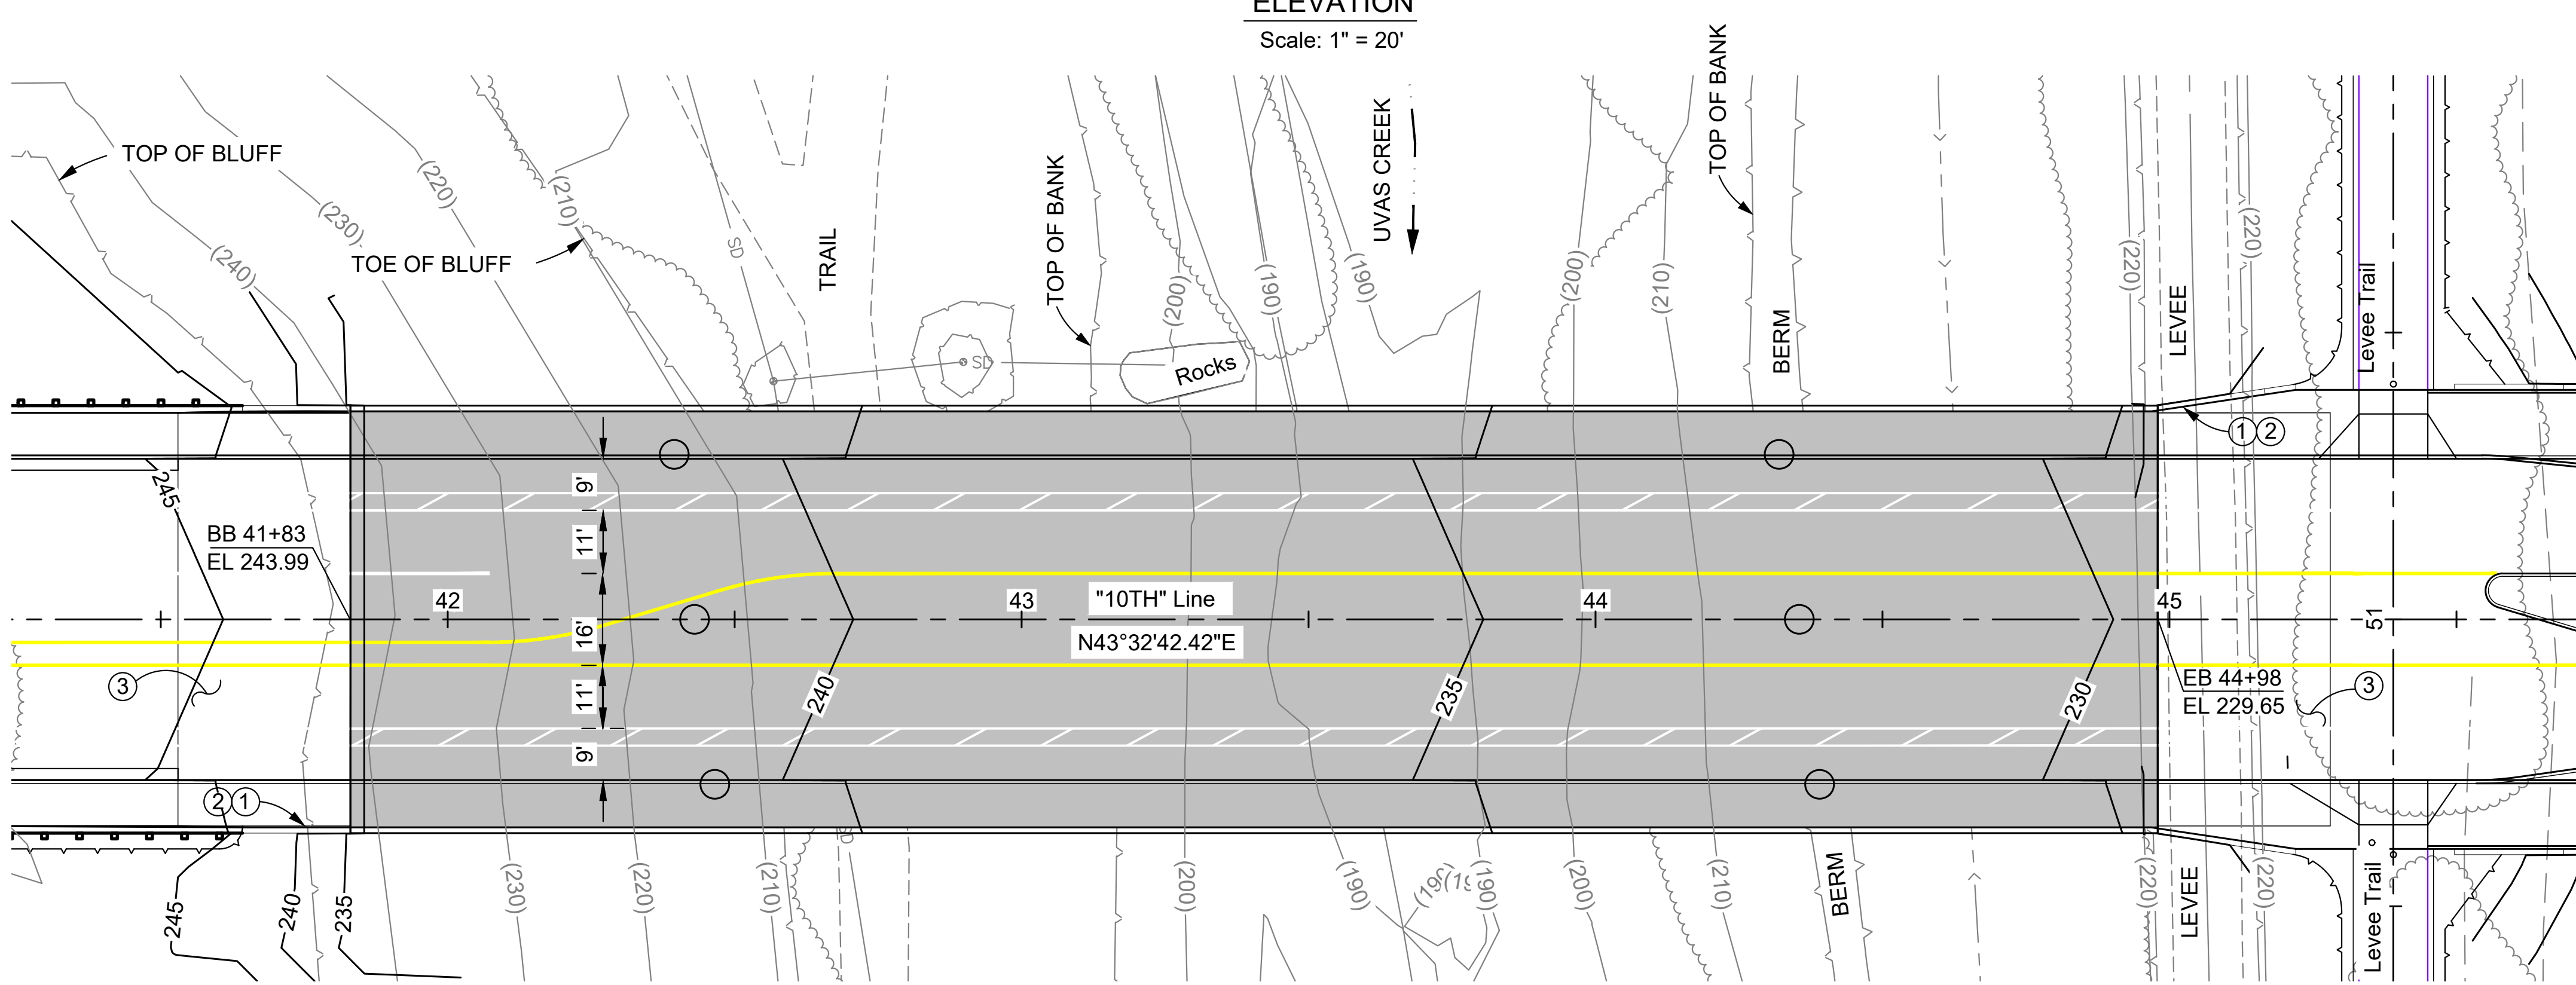 ELEVATION
Scale: 1" = 20'
TOP OF BLUFF
(240)
(230)
(220)
(210)
TOE OF BLUFF
SD
TRAIL
SD
TOP OF BANK
(200)
Rocks
(190)
UVAS CREEK
(190)
(200)
(210)
TOP OF BANK
BERM
(220)
LEVEE
(220)
Levee Trail
1 2
245
BB 41+83
EL 243.99
9'
11'
16'
11'
9'
42
43
44
45
"10TH" Line
N43°32'42.42"E
51
240
235
230
EB 44+98
EL 229.65
3
3
2 1
245
240
235
(230)
(220)
(210)
SD
(200)
(190)
(190)
(200)
(210)
BERM
(220)
LEVEE
(220)
Levee Trail